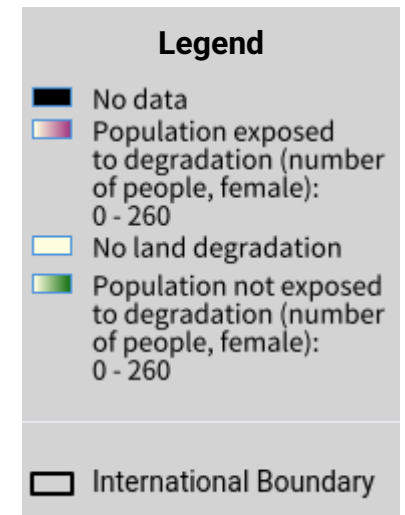 Legend
No data
Population exposed
to degradation (number
of people, female):
0 - 260
No land degradation
Population not exposed
to degradation (number
of people, female):
0 - 260
International Boundary